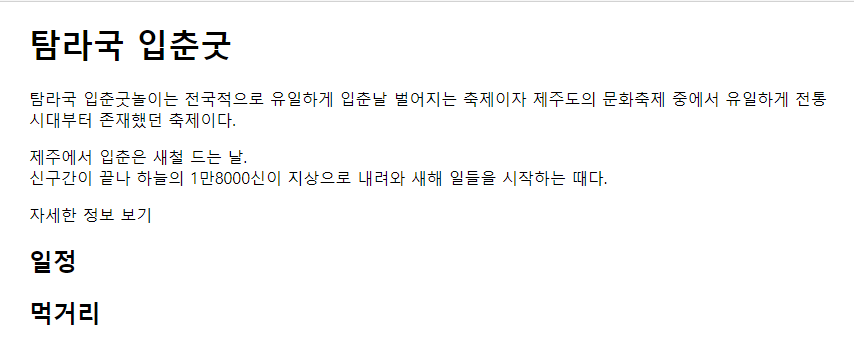 탐라국 입춘굿
탐라국 입춘굿놀이는 전국적으로 유일하게 입춘날 벌어지는 축제이자 제주도의 문화축제 중에서 유일하게 전통
시대부터 존재했던 축제이다.
제주에서 입춘은 새철 드는 날.
신구간이 끝나 하늘의 1만8000신이 지상으로 내려와 새해 일들을 시작하는 때다.
자세한 정보 보기
일정
먹거리